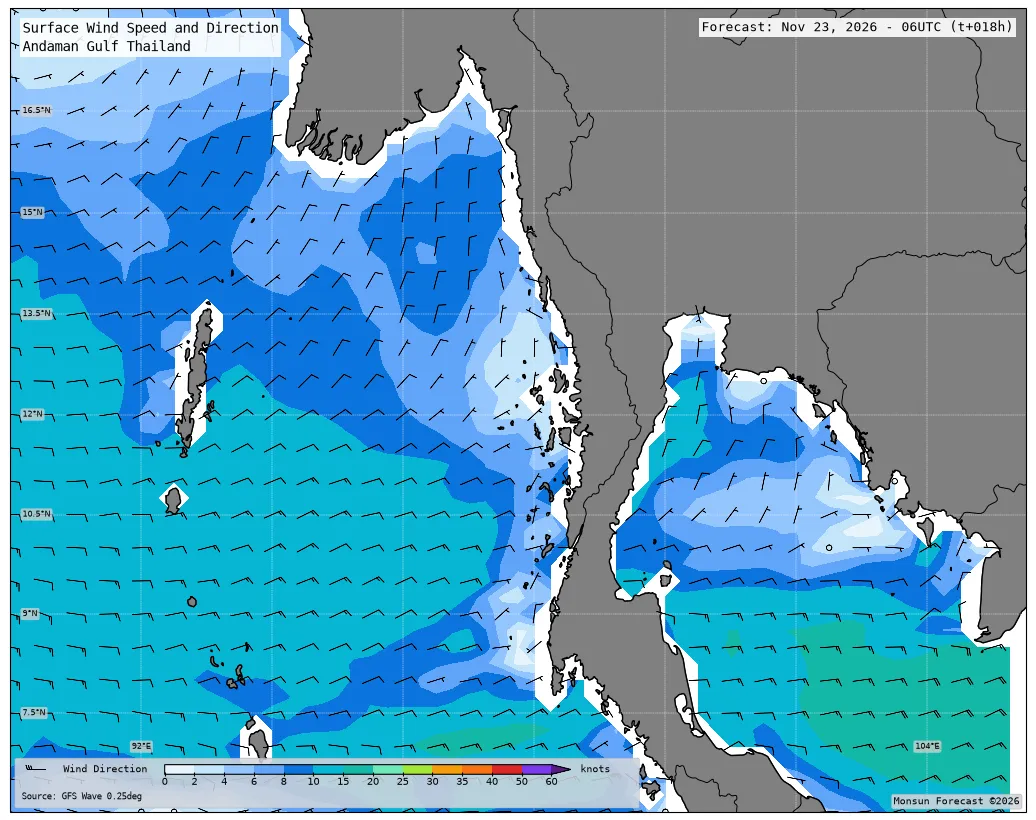 Surface Wind Speed and Direction
Andaman Gulf Thailand
Forecast: Nov 23, 2026 - 06UTC (t+018h)
16.5°N
15°N
13.5°N
12°N
10.5°N
9°N
7.5°N
92°E
104°E
Wind Direction
knots
0 2 4 6 8 10 15 20 25 30 35 40 50 60
Source: GFS Wave 0.25deg
Monsun Forecast ©2026